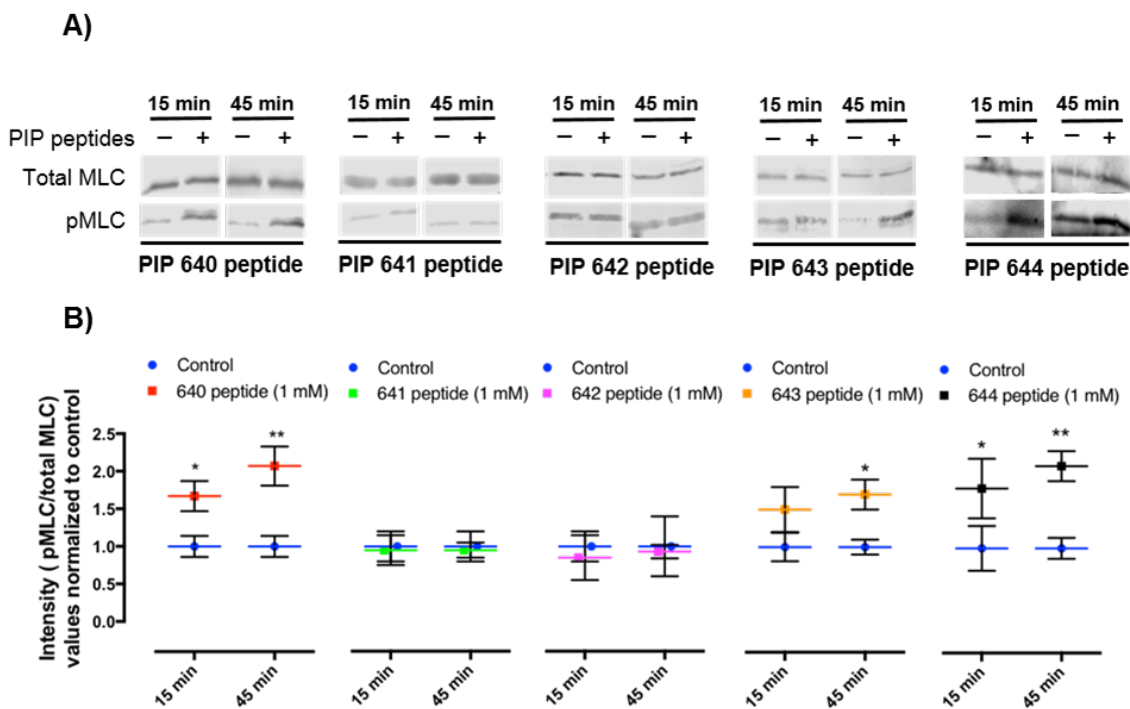 A)
15 min 45 min 15 min 45 min 15 min 45 min 15 min 45 min 15 min 45 min
PIP peptides − + − + − + − + − + − + − + − + − + − +
Total MLC
pMLC
PIP 640 peptide PIP 641 peptide PIP 642 peptide PIP 643 peptide PIP 644 peptide
B)
Control Control Control Control Control
640 peptide (1 mM) 641 peptide (1 mM) 642 peptide (1 mM) 643 peptide (1 mM) 644 peptide (1 mM)
Intensity ( pMLC/total MLC)
values normalized to control
2.5
2.0
1.5
1.0
0.5
0.0
* ** * * **
15 min 45 min 15 min 45 min 15 min 45 min 15 min 45 min 15 min 45 min